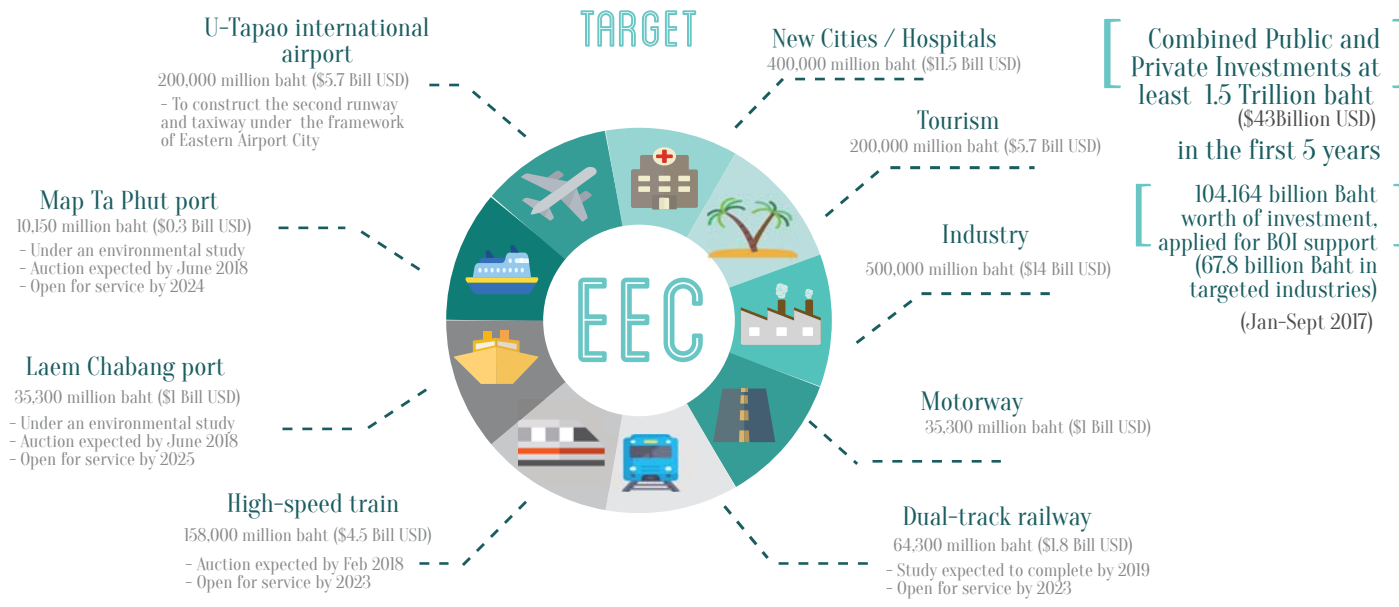 TARGET
U-Tapao international
airport
200,000 million baht ($5.7 Bill USD)
- To construct the second runway
and taxiway under the framework
of Eastern Airport City
Map Ta Phut port
10,150 million baht ($0.3 Bill USD)
- Under an environmental study
- Auction expected by June 2018
- Open for service by 2024
Laem Chabang port
35,300 million baht ($1 Bill USD)
- Under an environmental study
- Auction expected by June 2018
- Open for service by 2025
High-speed train
158,000 million baht ($4.5 Bill USD)
- Auction expected by Feb 2018
- Open for service by 2023
EEC
New Cities / Hospitals
400,000 million baht ($11.5 Bill USD)
Tourism
200,000 million baht ($5.7 Bill USD)
Industry
500,000 million baht ($14 Bill USD)
Motorway
35,300 million baht ($1 Bill USD)
Dual-track railway
64,300 million baht ($1.8 Bill USD)
- Study expected to complete by 2019
- Open for service by 2023
Combined Public and
Private Investments at
least 1.5 Trillion baht
($43Billion USD)
in the first 5 years
104.164 billion Baht
worth of investment,
applied for BOI support
(67.8 billion Baht in
targeted industries)
(Jan-Sept 2017)